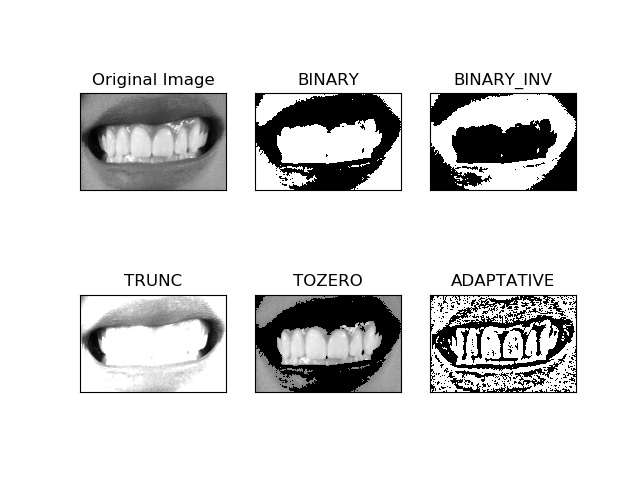 Original Image
BINARY
BINARY_INV
TRUNC
TOZERO
ADAPTATIVE